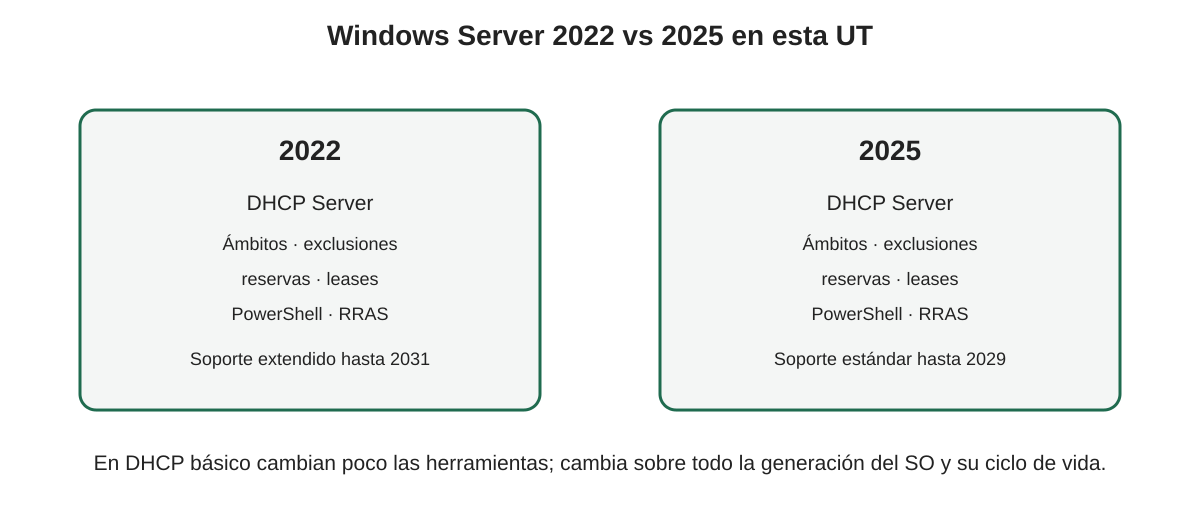 Windows Server 2022 vs 2025 en esta UT
2022
DHCP Server
Ámbitos · exclusiones
reservas · leases
PowerShell · RRAS
Soporte extendido hasta 2031
2025
DHCP Server
Ámbitos · exclusiones
reservas · leases
PowerShell · RRAS
Soporte estándar hasta 2029
En DHCP básico cambian poco las herramientas; cambia sobre todo la generación del SO y su ciclo de vida.